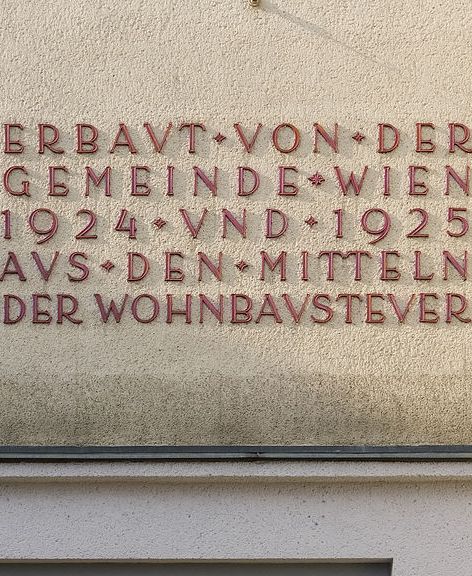 ERBAVT · VON · DER
GEMEINDE * WIEN
1924 · VND · 1925
AVS · DEN · MITTELN
DER WOHNBAVSTEVER